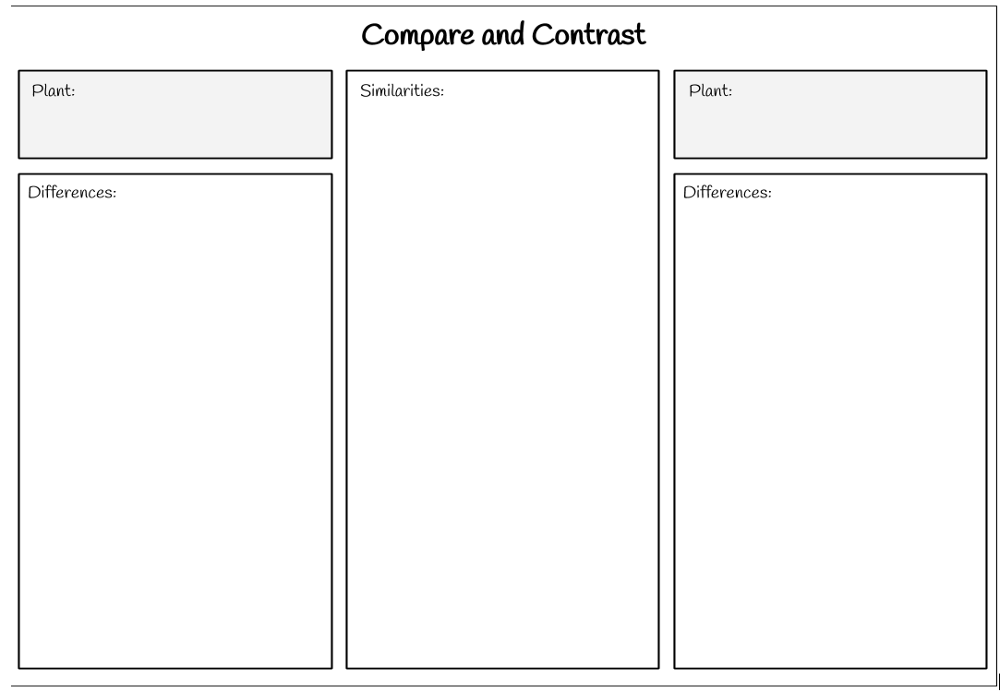 Compare and Contrast
Plant:
Differences:
Similarities:
Plant:
Differences: